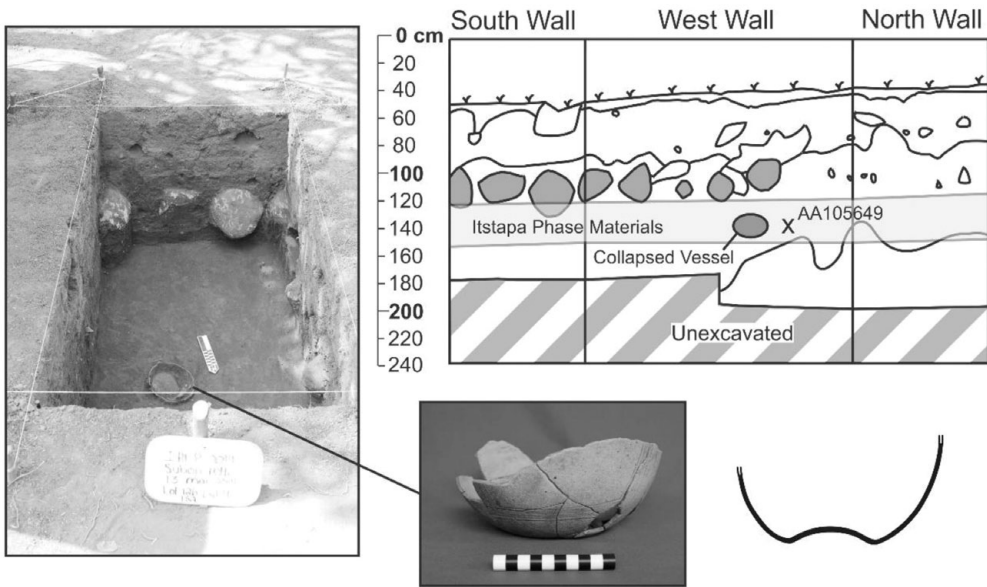 South Wall
West Wall
North Wall
0 cm
20
40
60
80
100
120
140
160
180
200
220
240
Itstapa Phase Materials
X AA105649
Collapsed Vessel
Unexcavated